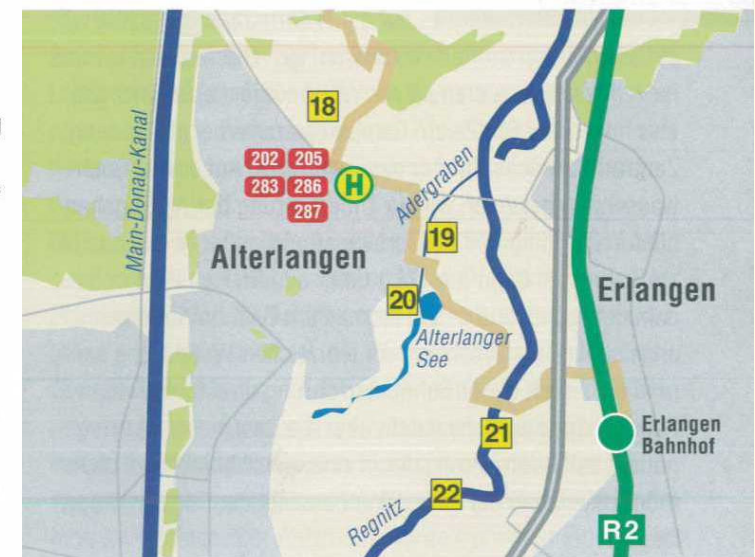 18
202 205
283 286
287
H
Main-Donau-Kanal
Adergraben
19
Alterlangen
20
Erlangen
Alterlanger
See
21
Erlangen
Bahnhof
22
Regnitz
R2